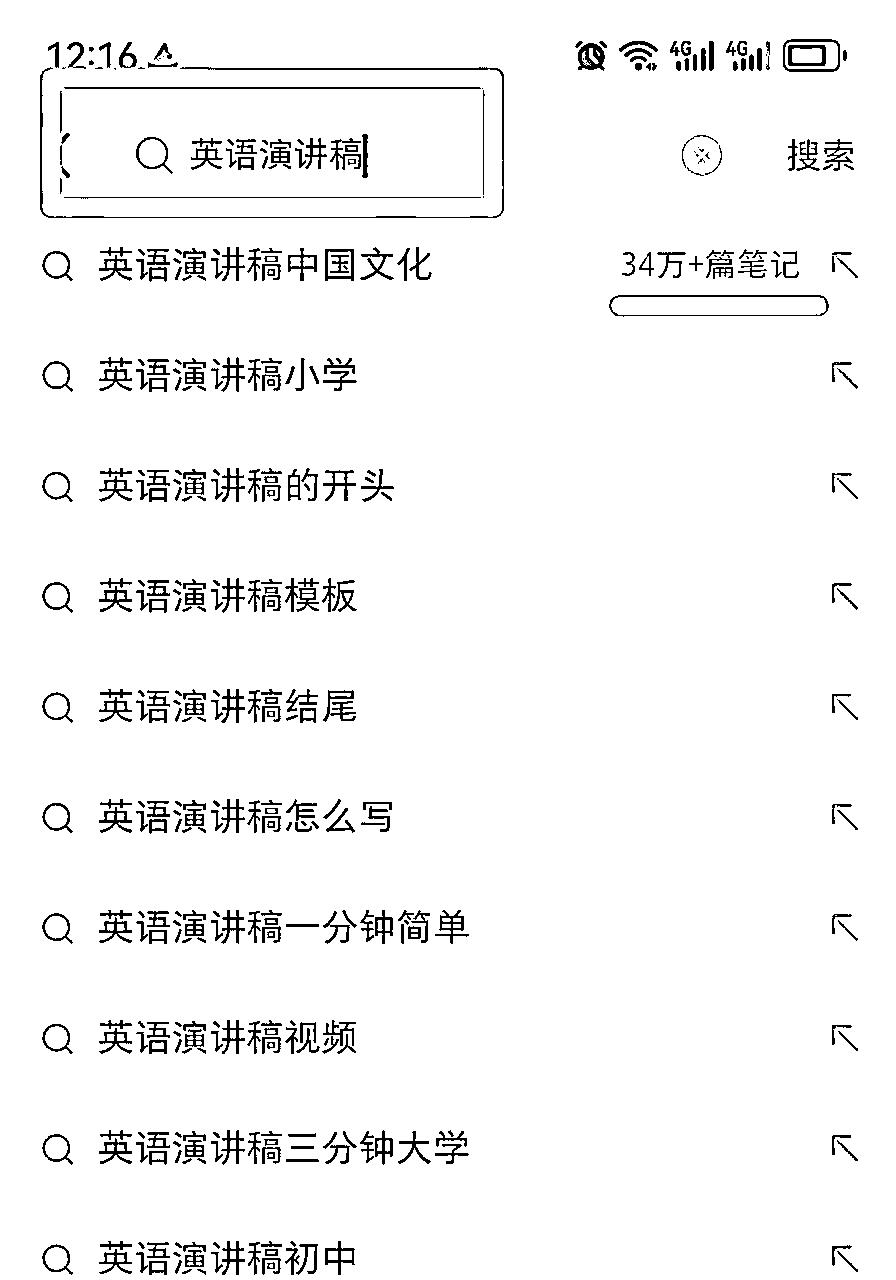 12:16
4G 4G
英语演讲稿 搜索
英语演讲稿中国文化 34万+篇笔记
英语演讲稿小学
英语演讲稿的开头
英语演讲稿模板
英语演讲稿结尾
英语演讲稿怎么写
英语演讲稿一分钟简单
英语演讲稿视频
英语演讲稿三分钟大学
英语演讲稿初中